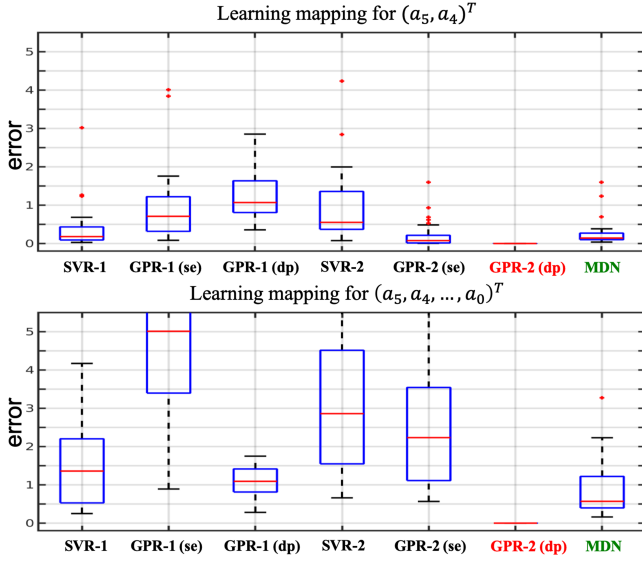 Learning mapping for (a₅, a₄)ᵀ
error
5
4
3
2
1
0
SVR-1 GPR-1 (se) GPR-1 (dp) SVR-2 GPR-2 (se) GPR-2 (dp) MDN
Learning mapping for (a₅, a₄, ..., a₀)ᵀ
error
5
4
3
2
1
0
SVR-1 GPR-1 (se) GPR-1 (dp) SVR-2 GPR-2 (se) GPR-2 (dp) MDN